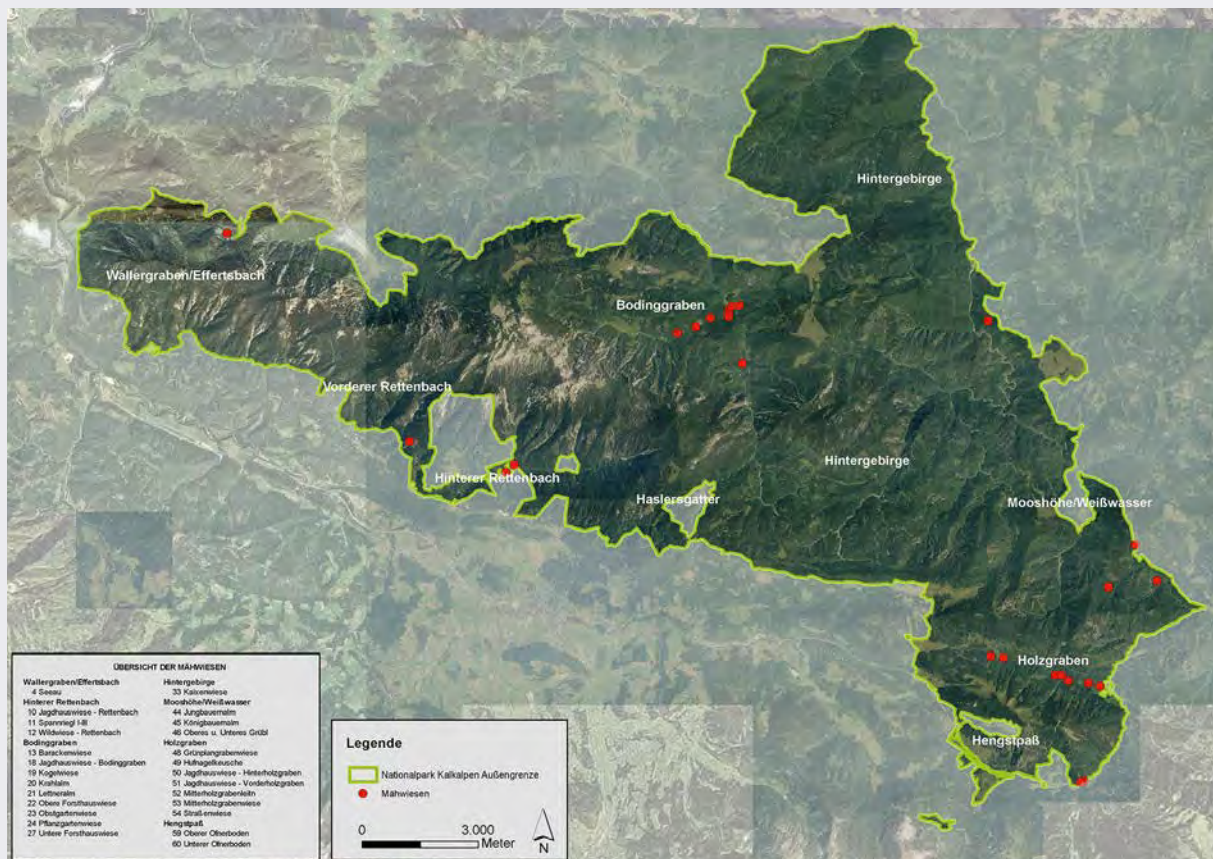 Hintergebirge
Wallergraben/Effertsbach
Bodinggraben
Vorderer Rettenbach
Hintergebirge
Hinterer Rettenbach
Haslersgatter
Mooshöhe/Weißwasser
Holzgraben
Hengstpaß
ÜBERSICHT DER MÄHWIESEN
Wallergraben/Effertsbach
4 Seeau
Hinterer Rettenbach
10 Jagdhauswiese - Rettenbach
11 Spannriegl I-III
12 Wildwiese - Rettenbach
Bodinggraben
13 Barackenwiese
18 Jagdhauswiese - Bodinggraben
19 Kogelwiese
20 Krahlalm
21 Lettneralm
22 Obere Forsthauswiese
23 Obstgartenwiese
24 Pflanzgartenwiese
27 Untere Forsthauswiese
Hintergebirge
33 Kaixenwiese
Mooshöhe/Weißwasser
44 Jungbauernalm
45 Königbauernalm
46 Oberes u. Unteres Grübl
Holzgraben
48 Grünplangrabenwiese
49 Hufnagelkeusche
50 Jagdhauswiese - Hinterholzgraben
51 Jagdhauswiese - Vorderholzgraben
52 Mitterholzgrabenleitn
53 Mitterholzgrabenwiese
54 Straßenwiese
Hengstpaß
59 Oberer Ofnerboden
60 Unterer Ofnerboden
Legende
Nationalpark Kalkalpen Außengrenze
Mähwiesen
0 3.000
Meter
N